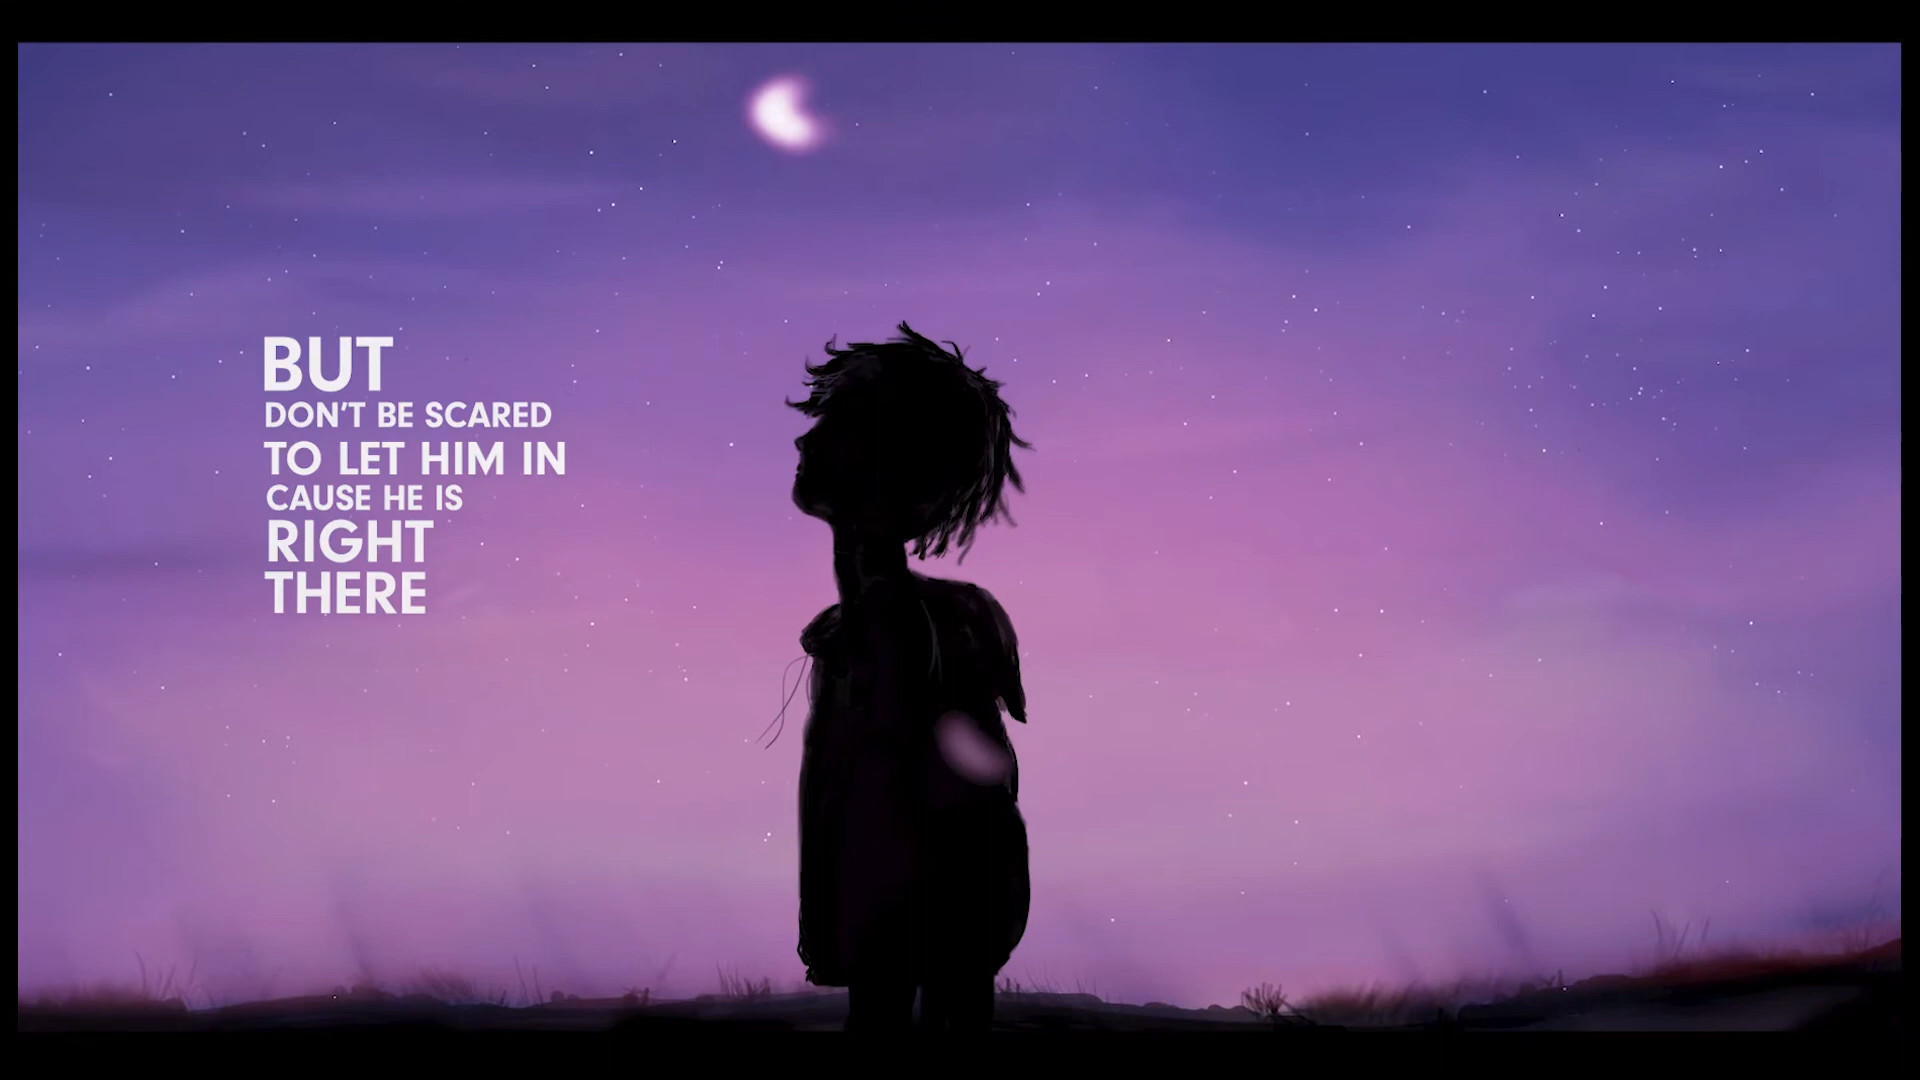 BUT
DON'T BE SCARED
TO LET HIM IN
CAUSE HE IS
RIGHT
THERE